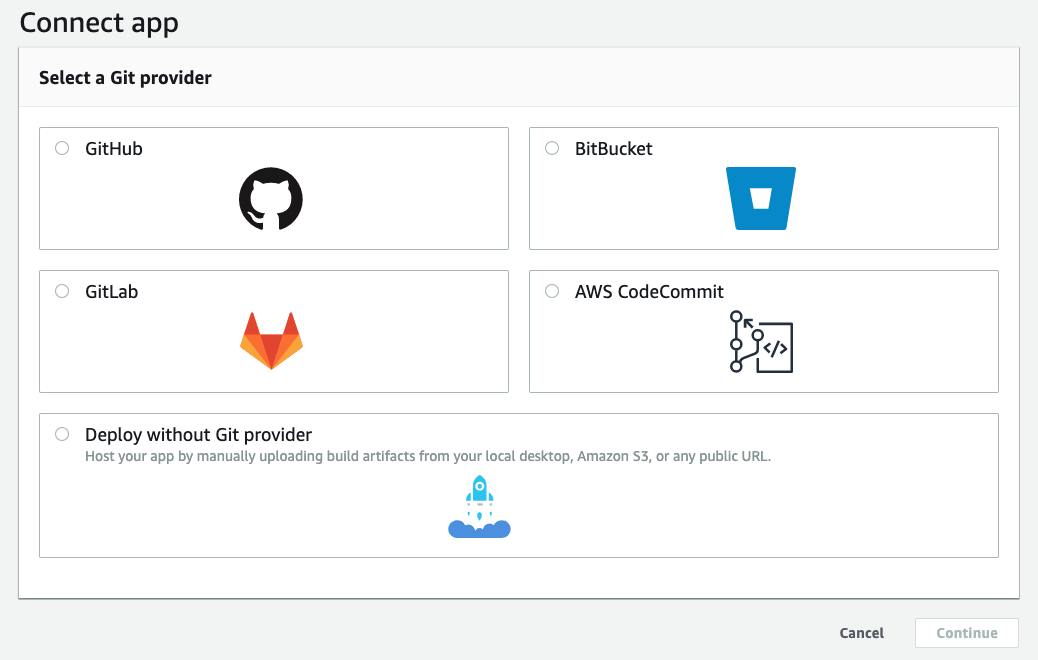 Connect app
Select a Git provider
GitHub
BitBucket
GitLab
AWS CodeCommit
</>
Deploy without Git provider
Host your app by manually uploading build artifacts from your local desktop, Amazon S3, or any public URL.
Cancel
Continue